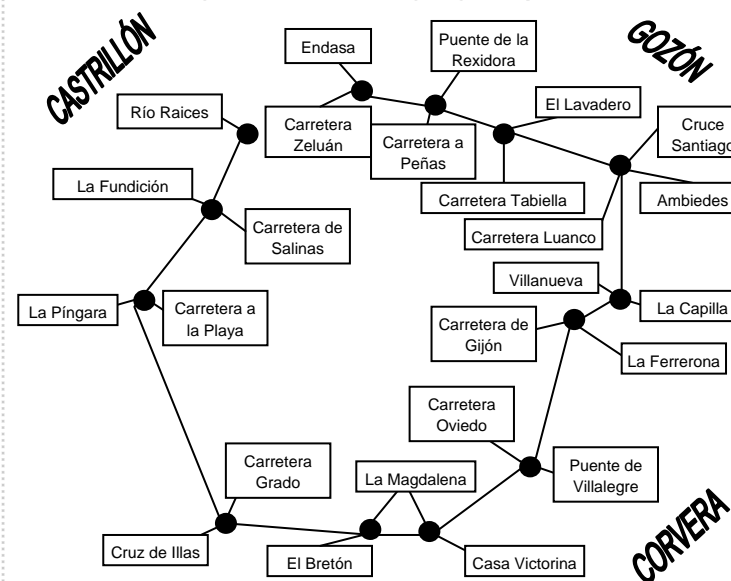 CASTRILLÓN
GOZÓN
Endasa
Puente de la
Rexidora
Río Raices
Carretera
Zeluán
Carretera a
Peñas
El Lavadero
Cruce
Santiago
La Fundición
Carretera Tabiella
Ambiedes
Carretera de
Salinas
Carretera Luanco
Villanueva
La Píngara
Carretera a
la Playa
La Capilla
Carretera de
Gijón
La Ferrerona
Carretera
Oviedo
Carretera
Grado
La Magdalena
Puente de
Villalegre
Cruz de Illas
El Bretón
Casa Victorina
CORVERA